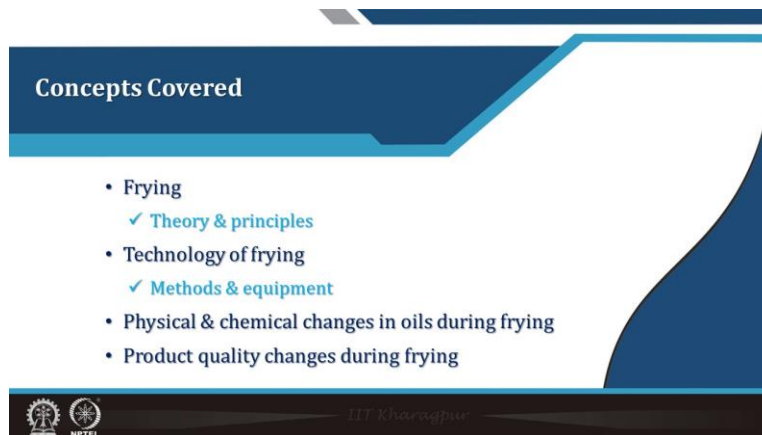 Concepts Covered
• Frying
✓ Theory & principles
• Technology of frying
✓ Methods & equipment
• Physical & chemical changes in oils during frying
• Product quality changes during frying
IIT Kharagpur
NPTEL